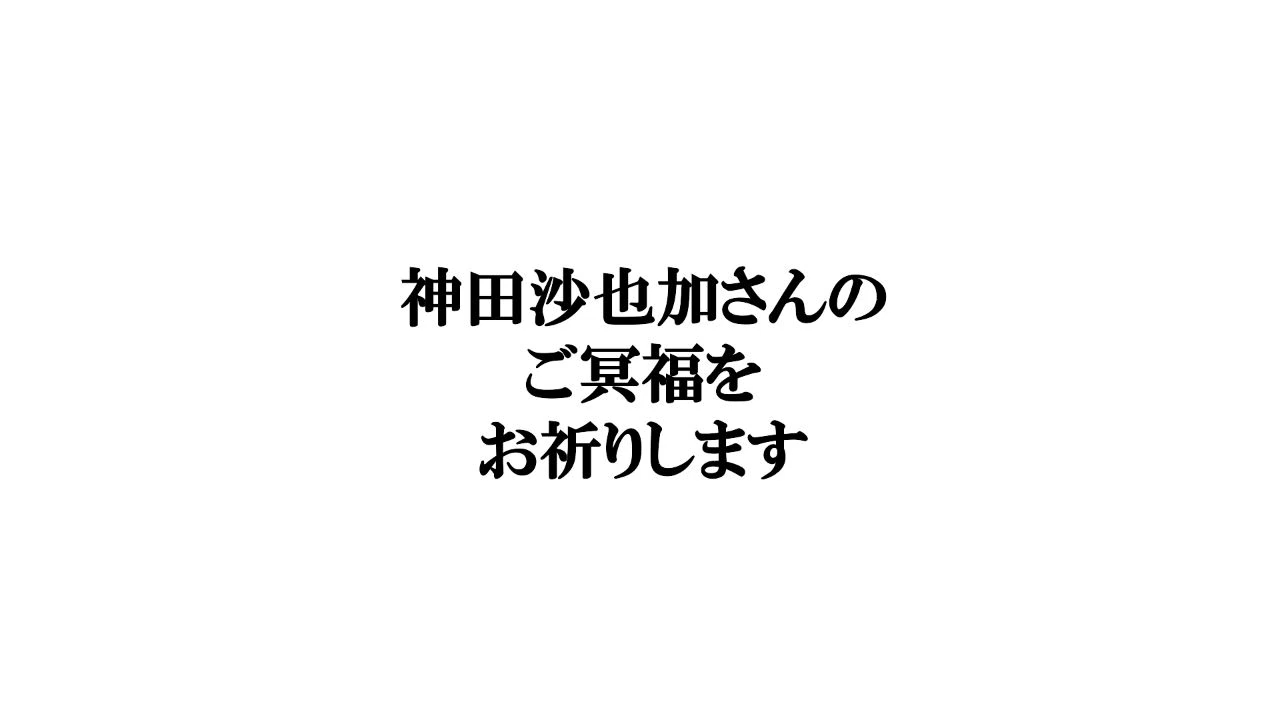 神田沙也加さんの
ご冥福を
お祈りします